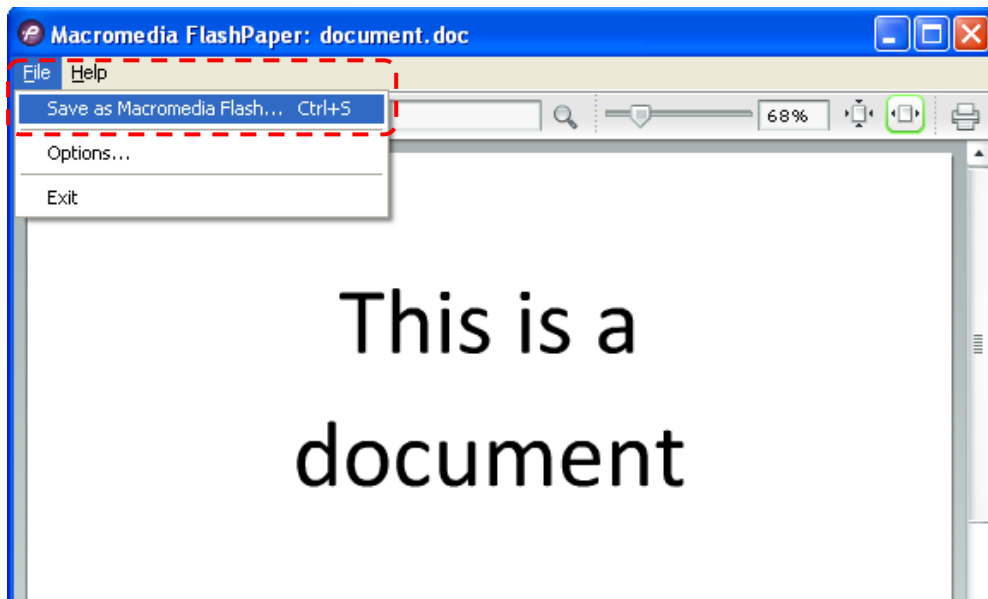 Macromedia FlashPaper: document.doc
File Help
Save as Macromedia Flash... Ctrl+S
68%
Options...
Exit
This is a
document